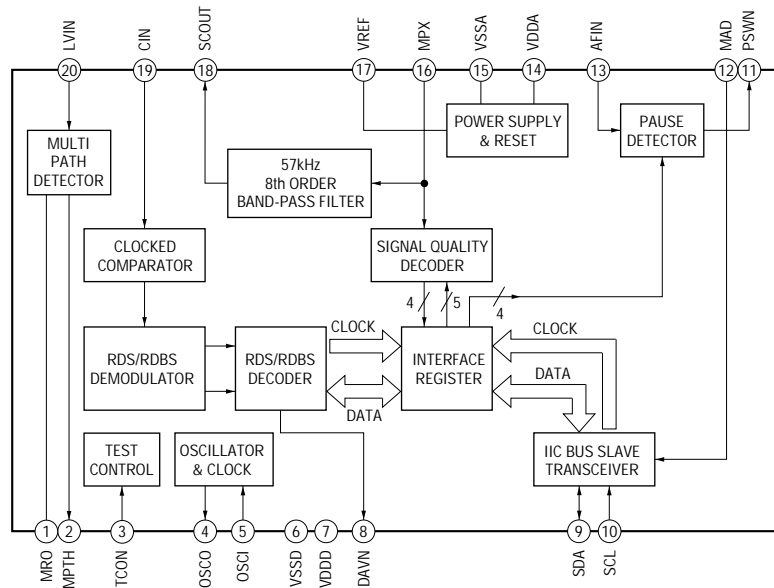 LVIN
CIN
SCOUT
VREF
MPX
VSSA
VDDA
AFIN
MAD
PSWN
20
19
18
17
16
15
14
13
12
11
MULTI
PATH
DETECTOR
57kHz
8th ORDER
BAND-PASS FILTER
POWER SUPPLY
& RESET
PAUSE
DETECTOR
CLOCKED
COMPARATOR
SIGNAL QUALITY
DECODER
4
5
4
RDS/RDBS
DEMODULATOR
RDS/RDBS
DECODER
CLOCK
DATA
INTERFACE
REGISTER
CLOCK
DATA
TEST
CONTROL
OSCILLATOR
& CLOCK
IIC BUS SLAVE
TRANSCEIVER
1
2
3
4
5
6
7
8
9
10
MRO
MPTH
TCON
OSCO
OSCI
VSSD
VDDD
DAVN
SDA
SCL